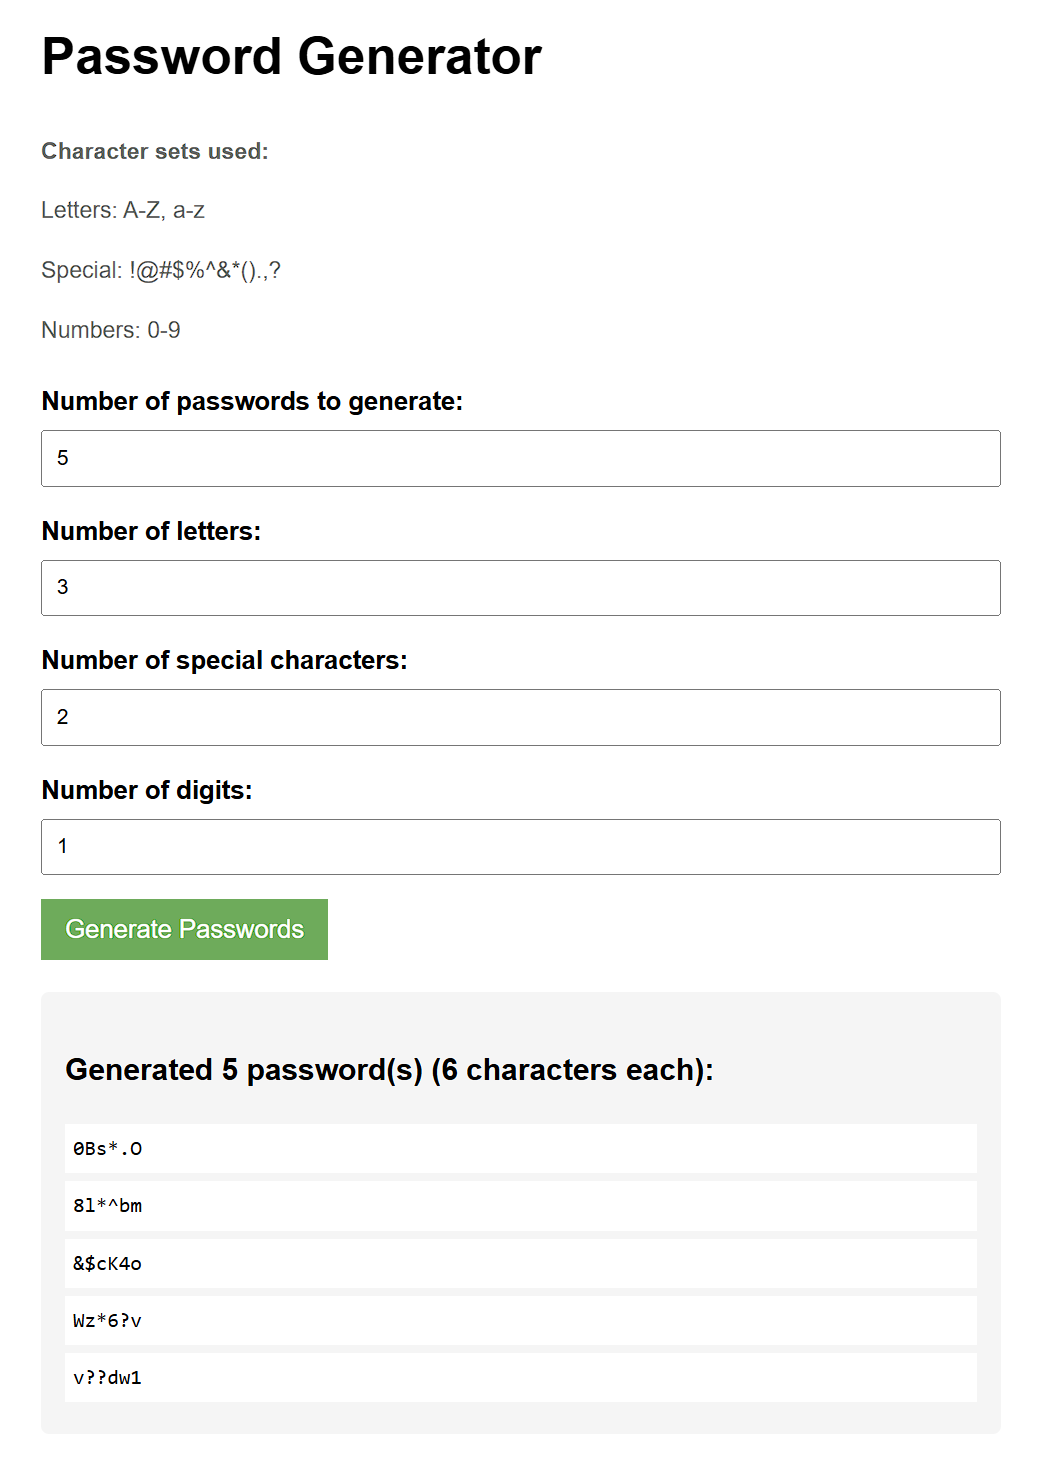 Password Generator
Character sets used:
Letters: A-Z, a-z
Special: !@#$%^&*().,?
Numbers: 0-9
Number of passwords to generate:
5
Number of letters:
3
Number of special characters:
2
Number of digits:
1
Generate Passwords
Generated 5 password(s) (6 characters each):
0Bs*.O
8l*^bm
&$cK4o
Wz*6?v
v??dw1